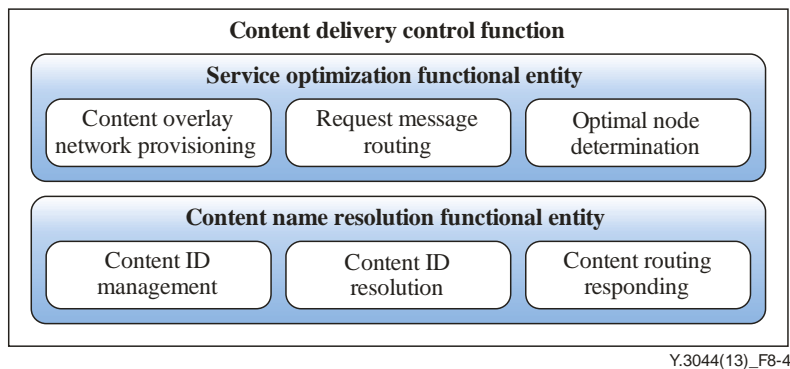 Content delivery control function
Service optimization functional entity
Content overlay
network provisioning
Request message
routing
Optimal node
determination
Content name resolution functional entity
Content ID
management
Content ID
resolution
Content routing
responding
Y.3044(13)_F8-4